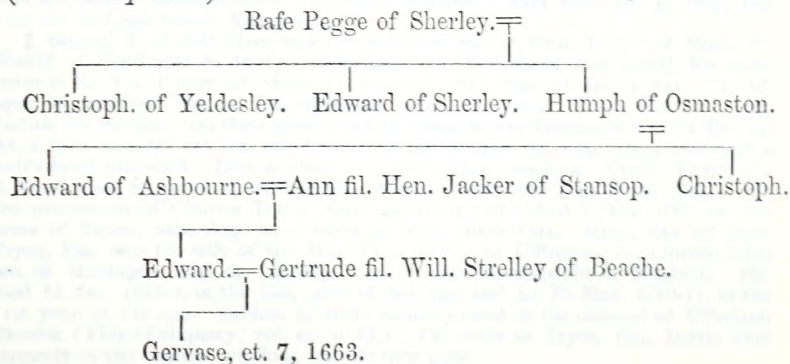 Rafe Pegge of Sherley.
Christoph. of Yeldesley. Edward of Sherley. Humph of Osmaston.
Edward of Ashbourne. Ann fil. Hen. Jacker of Stansop. Christoph.
Edward. Gertrude fil. Will. Strelley of Beache.
Gervase, et. 7, 1663.